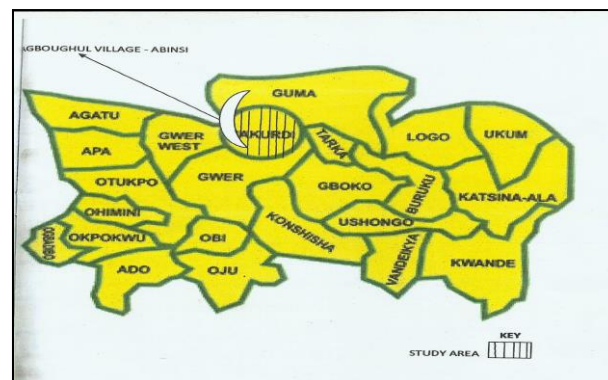 AGBOUGHUL VILLAGE - ABINSI
GUMA
AGATU
GWER
WEST
AKURDI
TARKA
LOGO
UKUM
APA
OTUKPO
GWER
GBOKO
BURUKU
KATSINA-ALA
OHIMINI
OKPOKWU
OBI
KONSHISHA
USHONGO
VANDEIKYA
KWANDE
ADO
OJU
KEY
STUDY AREA